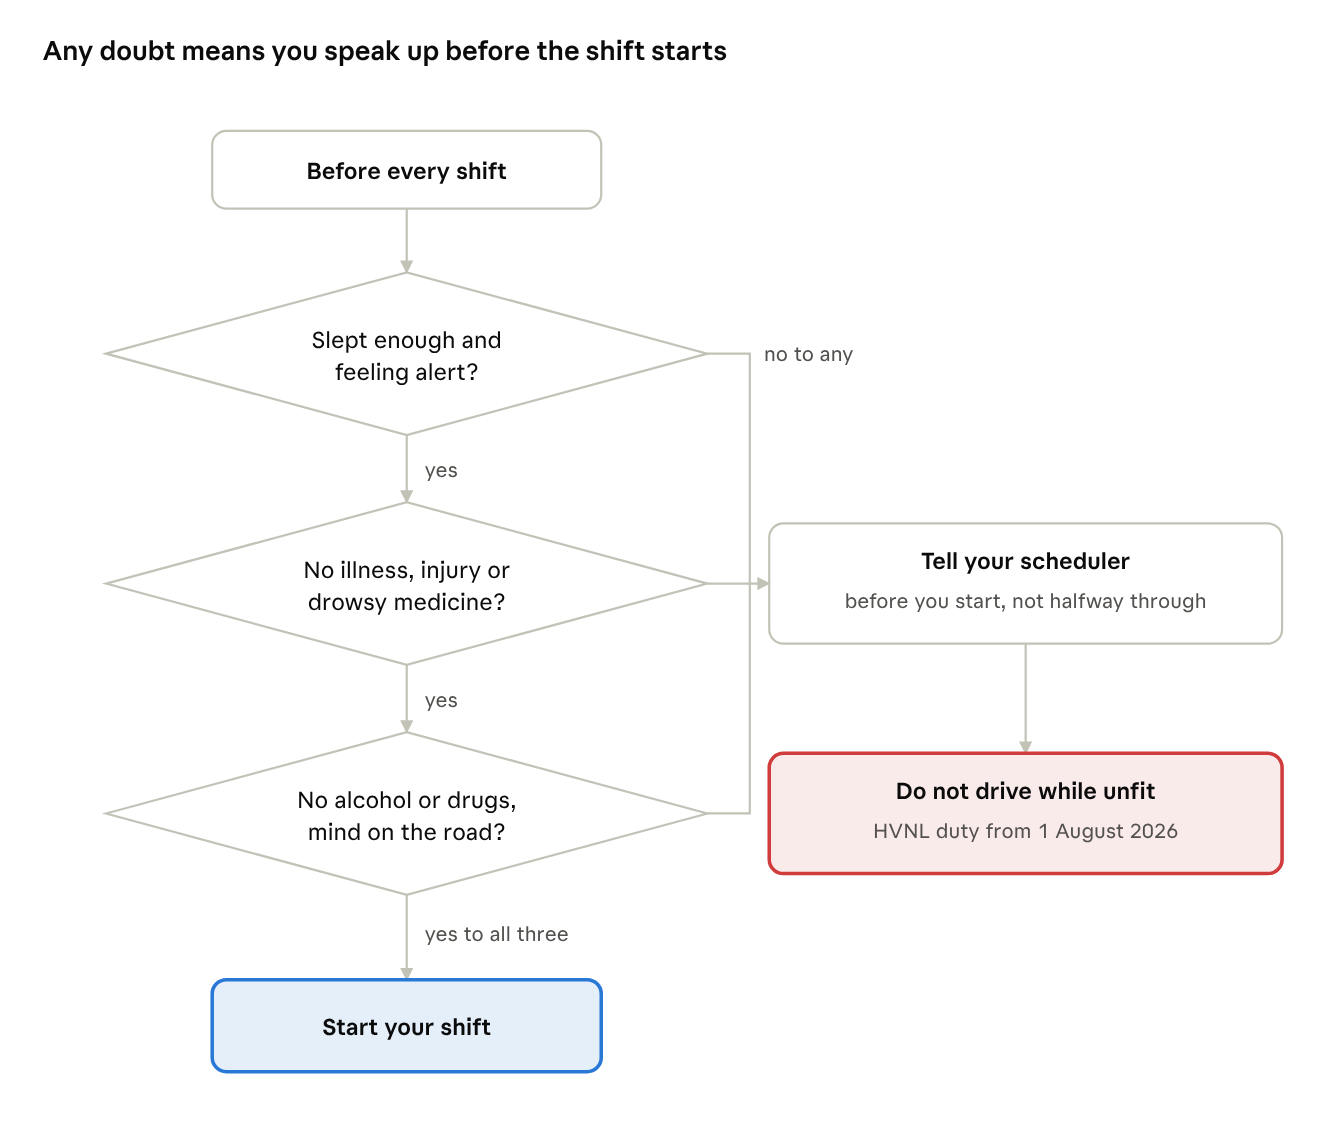 Any doubt means you speak up before the shift starts
Before every shift
Slept enough and
feeling alert?
no to any
yes
No illness, injury or
drowsy medicine?
Tell your scheduler
before you start, not halfway through
yes
No alcohol or drugs,
mind on the road?
Do not drive while unfit
HVNL duty from 1 August 2026
yes to all three
Start your shift